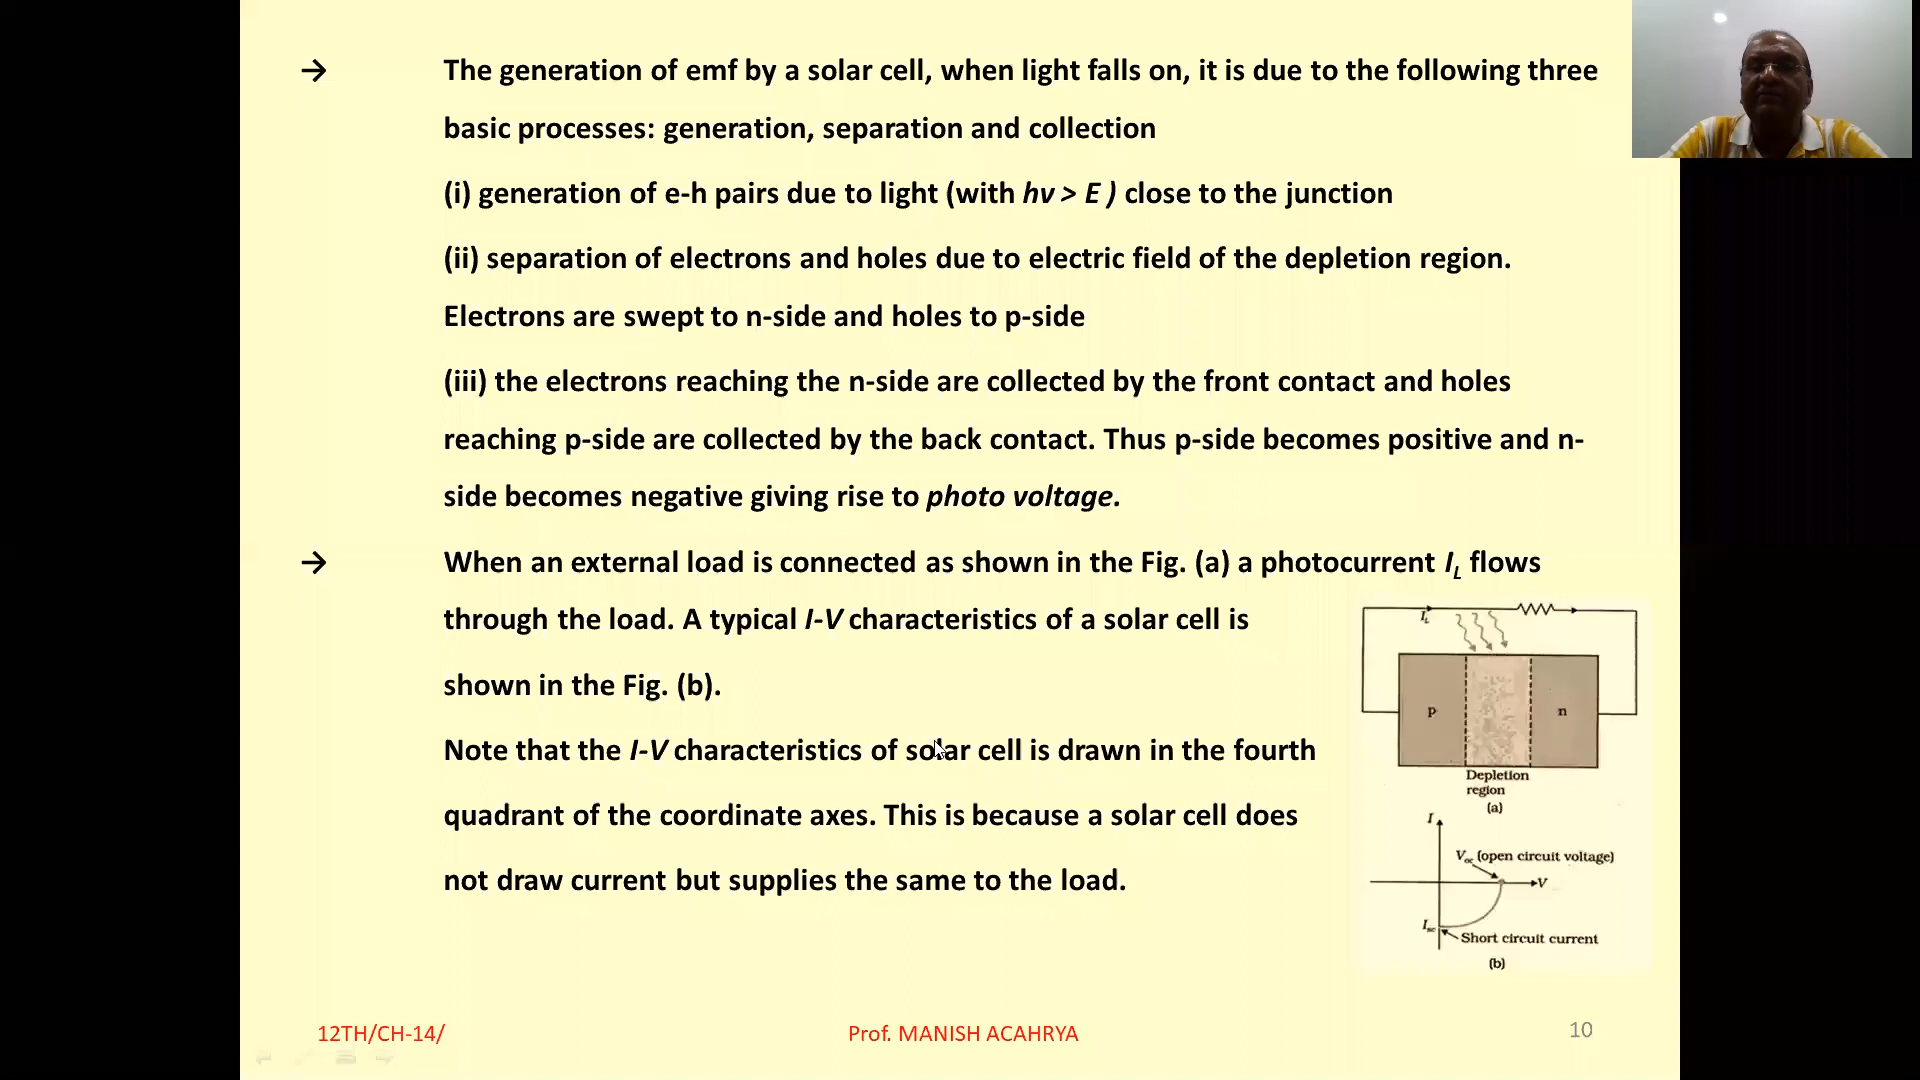 → The generation of emf by a solar cell, when light falls on, it is due to the following three
basic processes: generation, separation and collection
(i) generation of e-h pairs due to light (with hν > E ) close to the junction
(ii) separation of electrons and holes due to electric field of the depletion region.
Electrons are swept to n-side and holes to p-side
(iii) the electrons reaching the n-side are collected by the front contact and holes
reaching p-side are collected by the back contact. Thus p-side becomes positive and n-
side becomes negative giving rise to photo voltage.
→ When an external load is connected as shown in the Fig. (a) a photocurrent I_L flows
through the load. A typical I-V characteristics of a solar cell is
shown in the Fig. (b).
Note that the I-V characteristics of solar cell is drawn in the fourth
quadrant of the coordinate axes. This is because a solar cell does
not draw current but supplies the same to the load.
I_L
p
n
Depletion
region
(a)
I
V_oc (open circuit voltage)
V
I_sc
Short circuit current
(b)
12TH/CH-14/
Prof. MANISH ACAHRYA
10